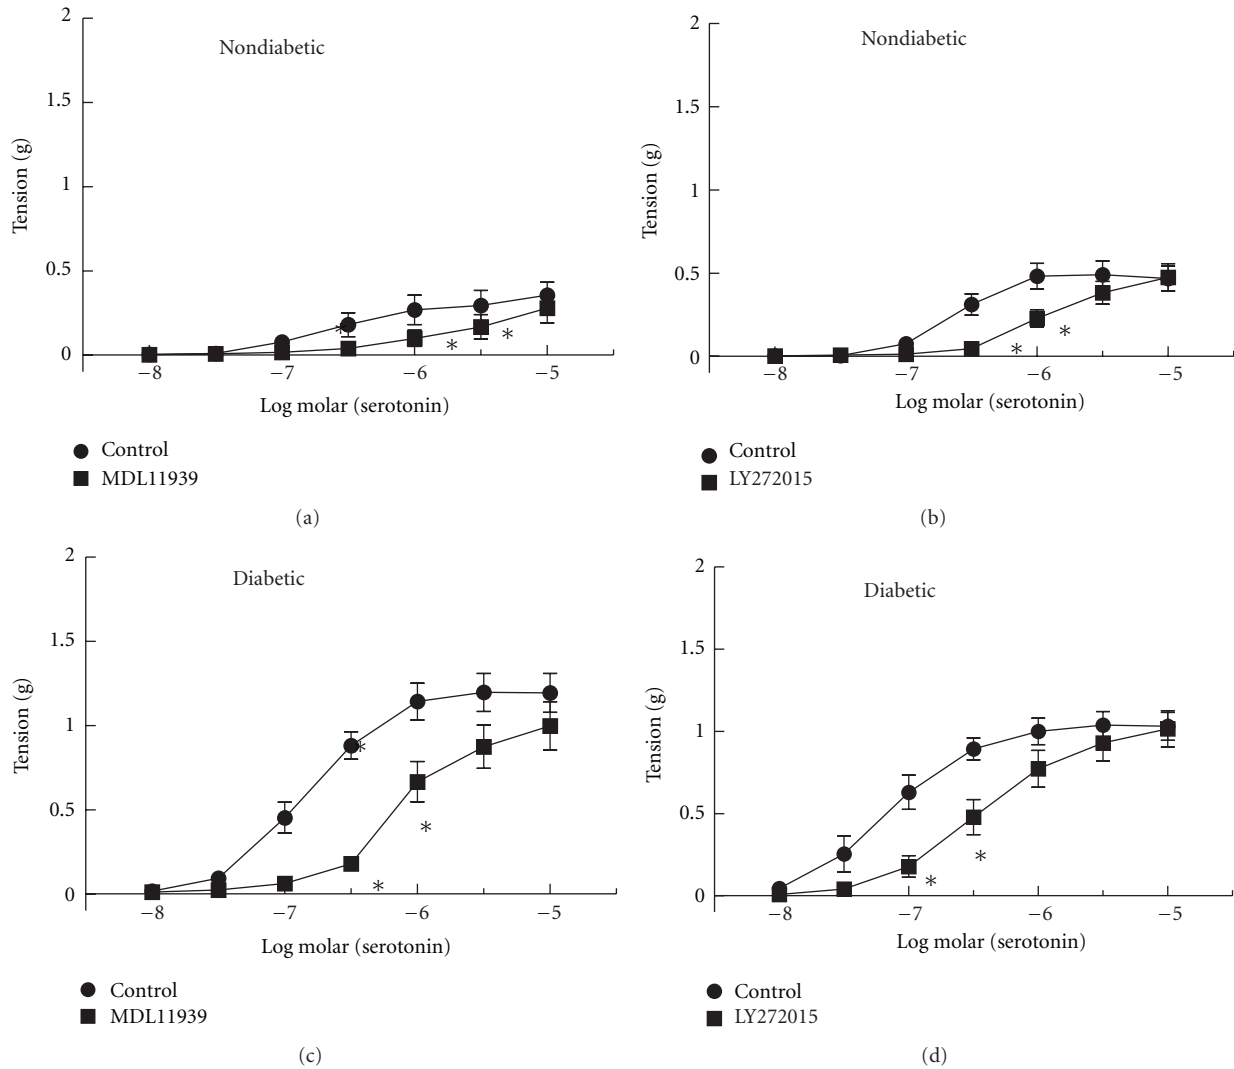 2
Nondiabetic
1.5
Tension (g)
1
0.5
*
*
*
0
−8
−7
−6
−5
Log molar (serotonin)
Control
MDL11939
(a)
2
Nondiabetic
1.5
Tension (g)
1
0.5
*
*
0
−8
−7
−6
−5
Log molar (serotonin)
Control
LY272015
(b)
2
Diabetic
1.5
Tension (g)
1
*
0.5
*
*
0
−8
−7
−6
−5
Log molar (serotonin)
Control
MDL11939
(c)
2
Diabetic
1.5
Tension (g)
1
0.5
*
*
0
−8
−7
−6
−5
Log molar (serotonin)
Control
LY272015
(d)